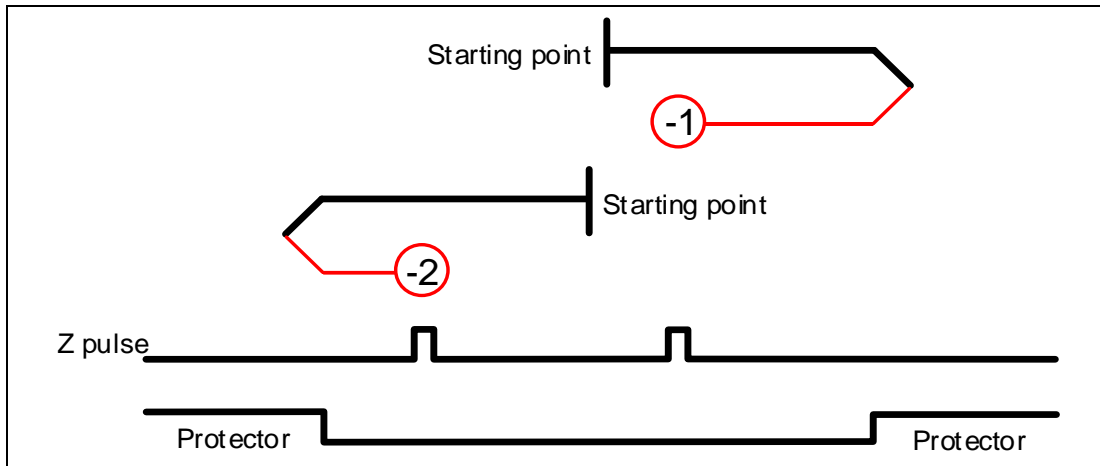 Starting point
-1
Starting point
-2
Z pulse
Protector
Protector